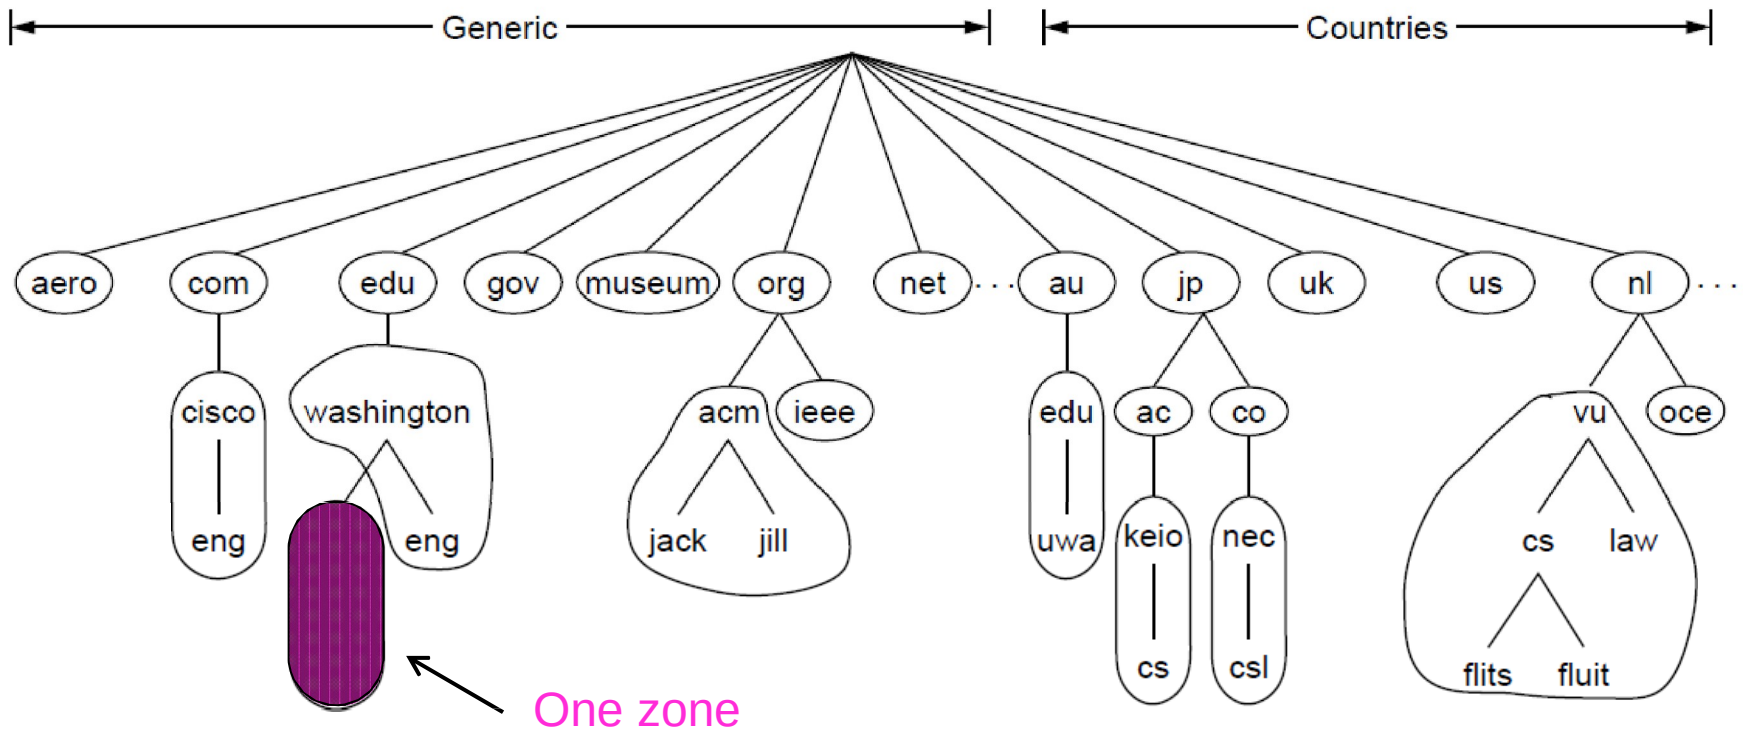 Generic Countries
aero com edu gov museum org net ... au jp uk us nl ...
cisco washington acm ieee edu ac co vu oce
eng eng jack jill uwa keio nec cs law
cs csl flits fluit
One zone